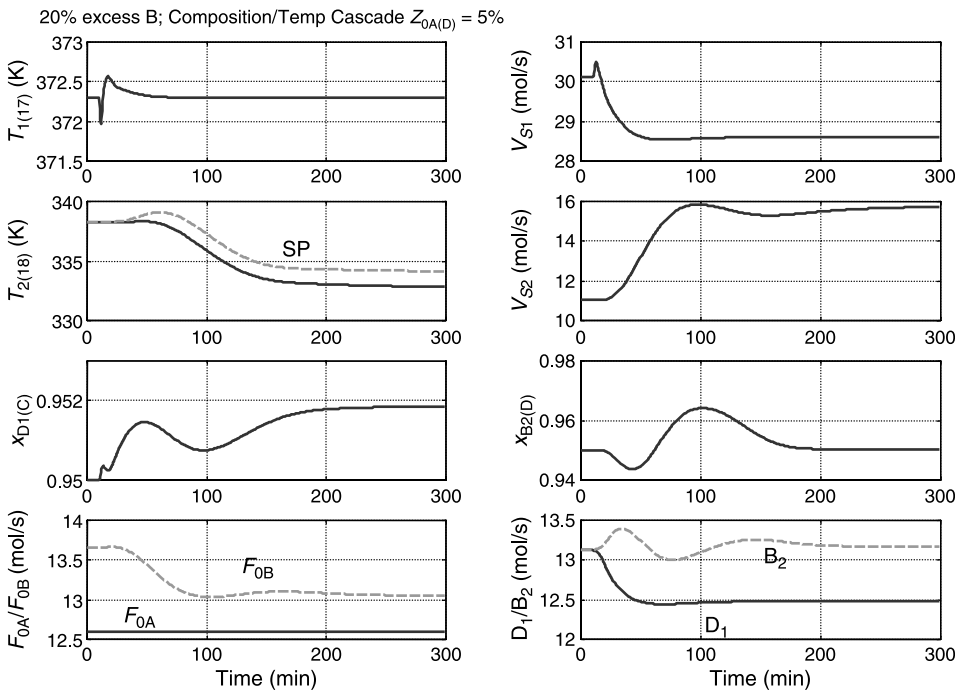 20% excess B; Composition/Temp Cascade Z0A(D) = 5%
T1(17) (K)
373
372
371.5
0 100 200 300
VS1 (mol/s)
31
30
29
28
0 100 200 300
T2(18) (K)
340
335
330
SP
0 100 200 300
VS2 (mol/s)
16
14
12
10
0 100 200 300
xD1(C)
0.952
0.95
0 100 200 300
xB2(D)
0.98
0.96
0.94
0 100 200 300
F0A/F0B (mol/s)
14
13.5
13
12.5
F0B
F0A
0 100 200 300
Time (min)
D1/B2 (mol/s)
13.5
13
12.5
12
B2
D1
0 100 200 300
Time (min)